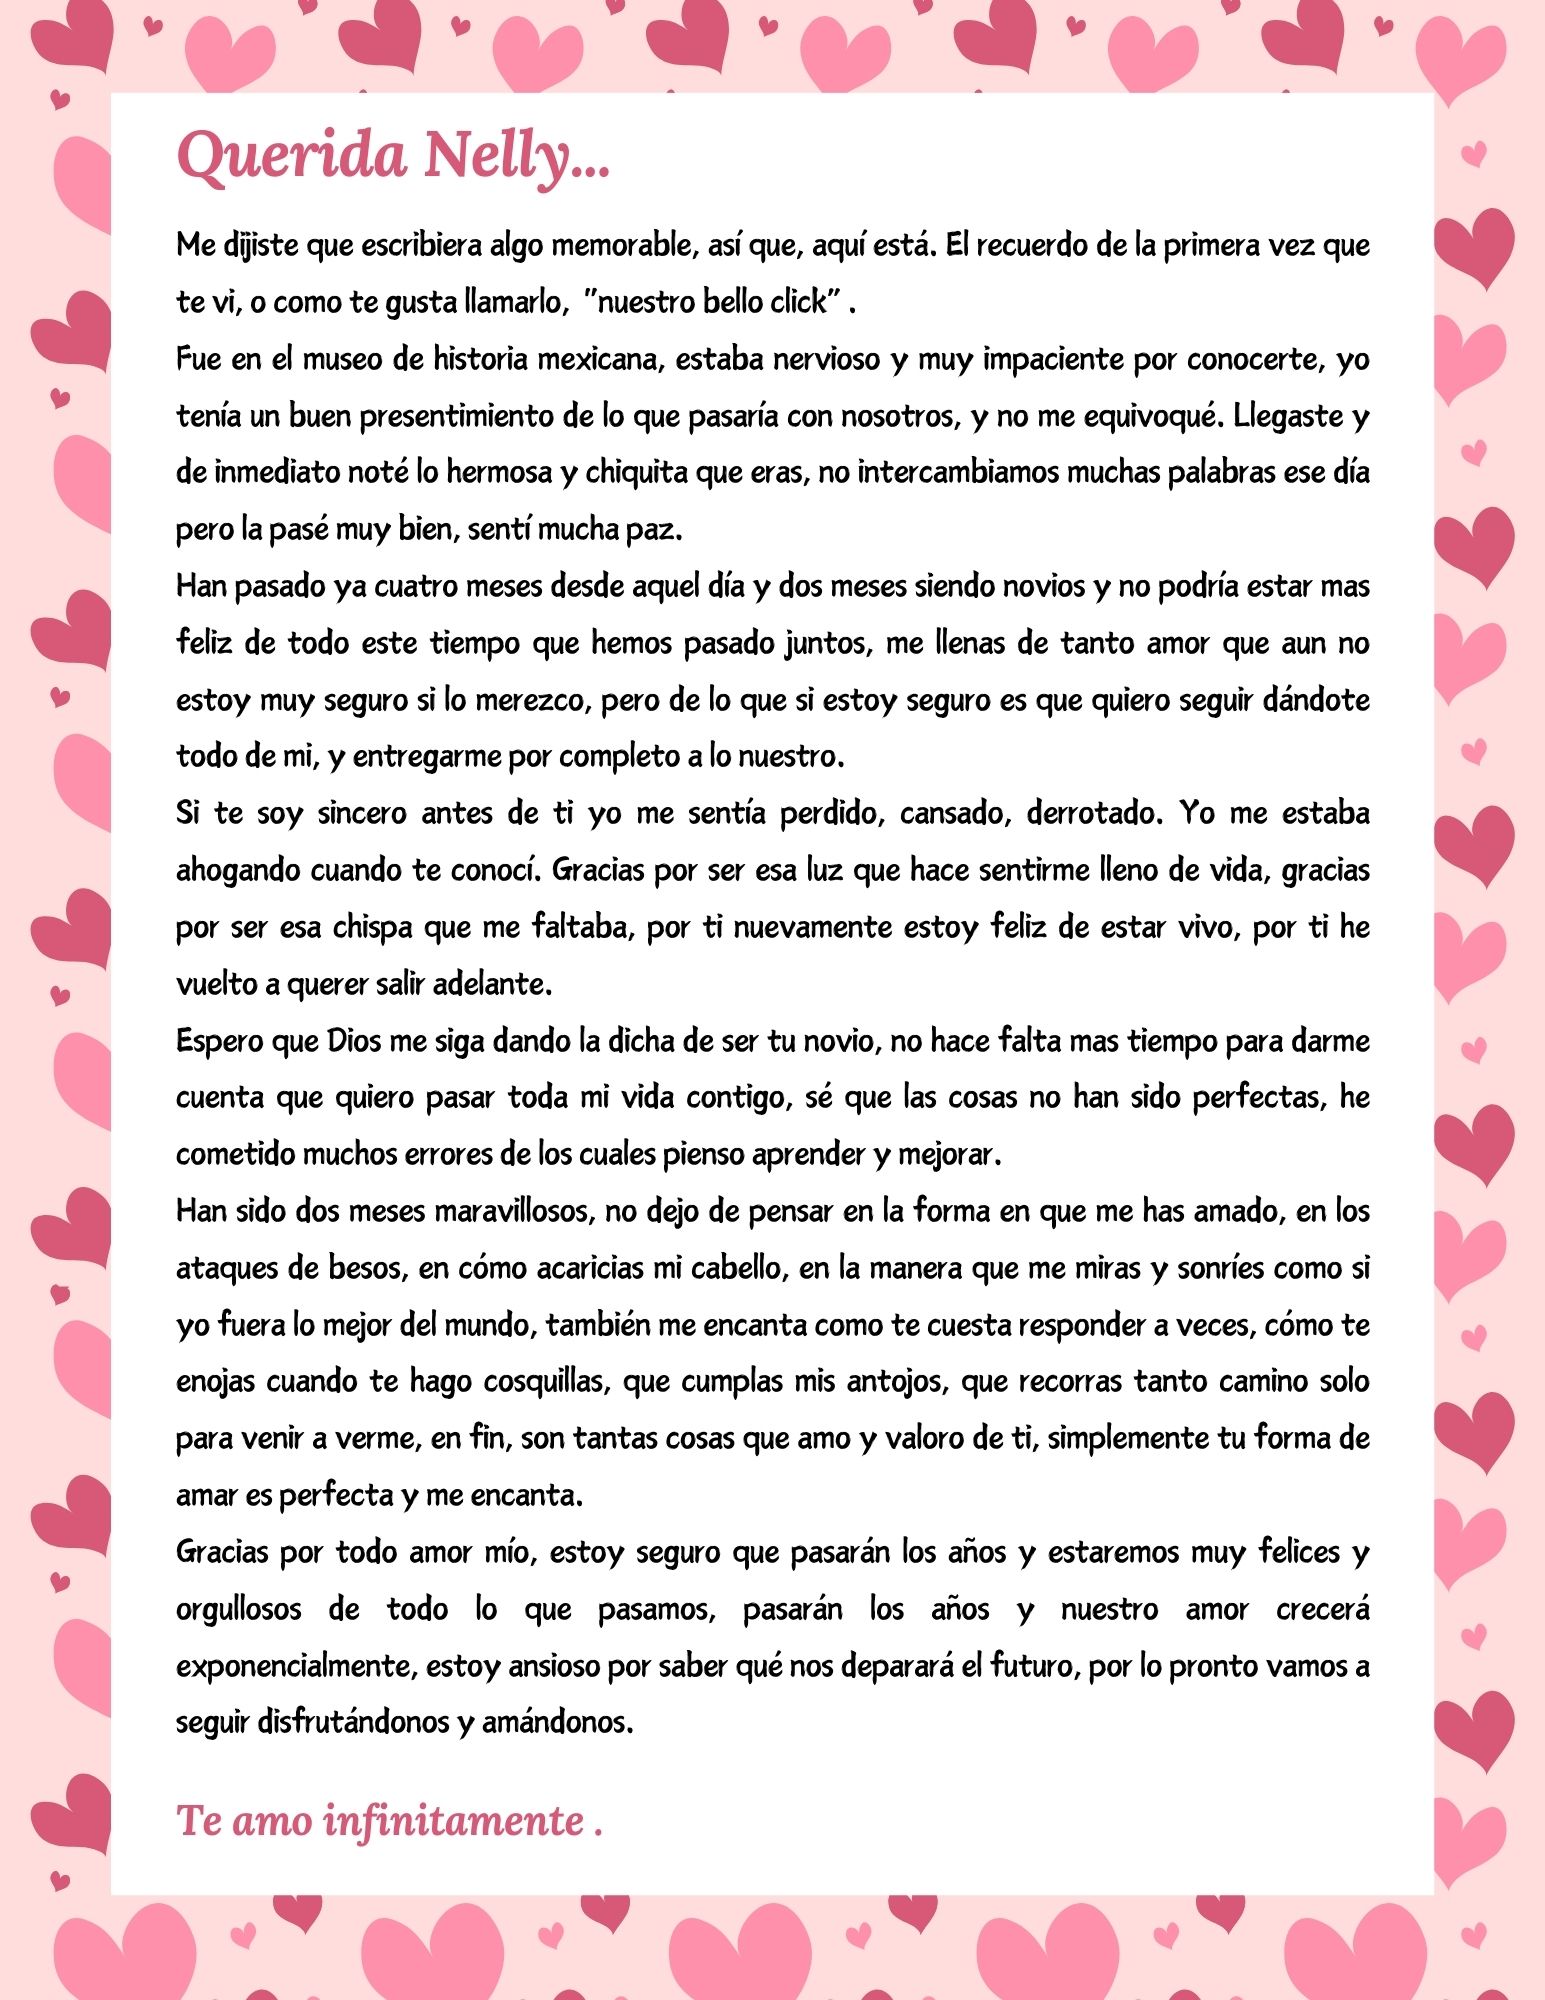 Querida Nelly...
Me dijiste que escribiera algo memorable, así que, aquí está. El recuerdo de la primera vez que
te vi, o como te gusta llamarlo, "nuestro bello click" .
Fue en el museo de historia mexicana, estaba nervioso y muy impaciente por conocerte, yo
tenía un buen presentimiento de lo que pasaría con nosotros, y no me equivoqué. Llegaste y
de inmediato noté lo hermosa y chiquita que eras, no intercambiamos muchas palabras ese día
pero la pasé muy bien, sentí mucha paz.
Han pasado ya cuatro meses desde aquel día y dos meses siendo novios y no podría estar mas
feliz de todo este tiempo que hemos pasado juntos, me llenas de tanto amor que aun no
estoy muy seguro si lo merezco, pero de lo que si estoy seguro es que quiero seguir dándote
todo de mi, y entregarme por completo a lo nuestro.
Si te soy sincero antes de ti yo me sentía perdido, cansado, derrotado. Yo me estaba
ahogando cuando te conocí. Gracias por ser esa luz que hace sentirme lleno de vida, gracias
por ser esa chispa que me faltaba, por ti nuevamente estoy feliz de estar vivo, por ti he
vuelto a querer salir adelante.
Espero que Dios me siga dando la dicha de ser tu novio, no hace falta mas tiempo para darme
cuenta que quiero pasar toda mi vida contigo, sé que las cosas no han sido perfectas, he
cometido muchos errores de los cuales pienso aprender y mejorar.
Han sido dos meses maravillosos, no dejo de pensar en la forma en que me has amado, en los
ataques de besos, en cómo acaricias mi cabello, en la manera que me miras y sonríes como si
yo fuera lo mejor del mundo, también me encanta como te cuesta responder a veces, cómo te
enojas cuando te hago cosquillas, que cumplas mis antojos, que recorras tanto camino solo
para venir a verme, en fin, son tantas cosas que amo y valoro de ti, simplemente tu forma de
amar es perfecta y me encanta.
Gracias por todo amor mío, estoy seguro que pasarán los años y estaremos muy felices y
orgullosos de todo lo que pasamos, pasarán los años y nuestro amor crecerá
exponencialmente, estoy ansioso por saber qué nos deparará el futuro, por lo pronto vamos a
seguir disfrutándonos y amándonos.
Te amo infinitamente .